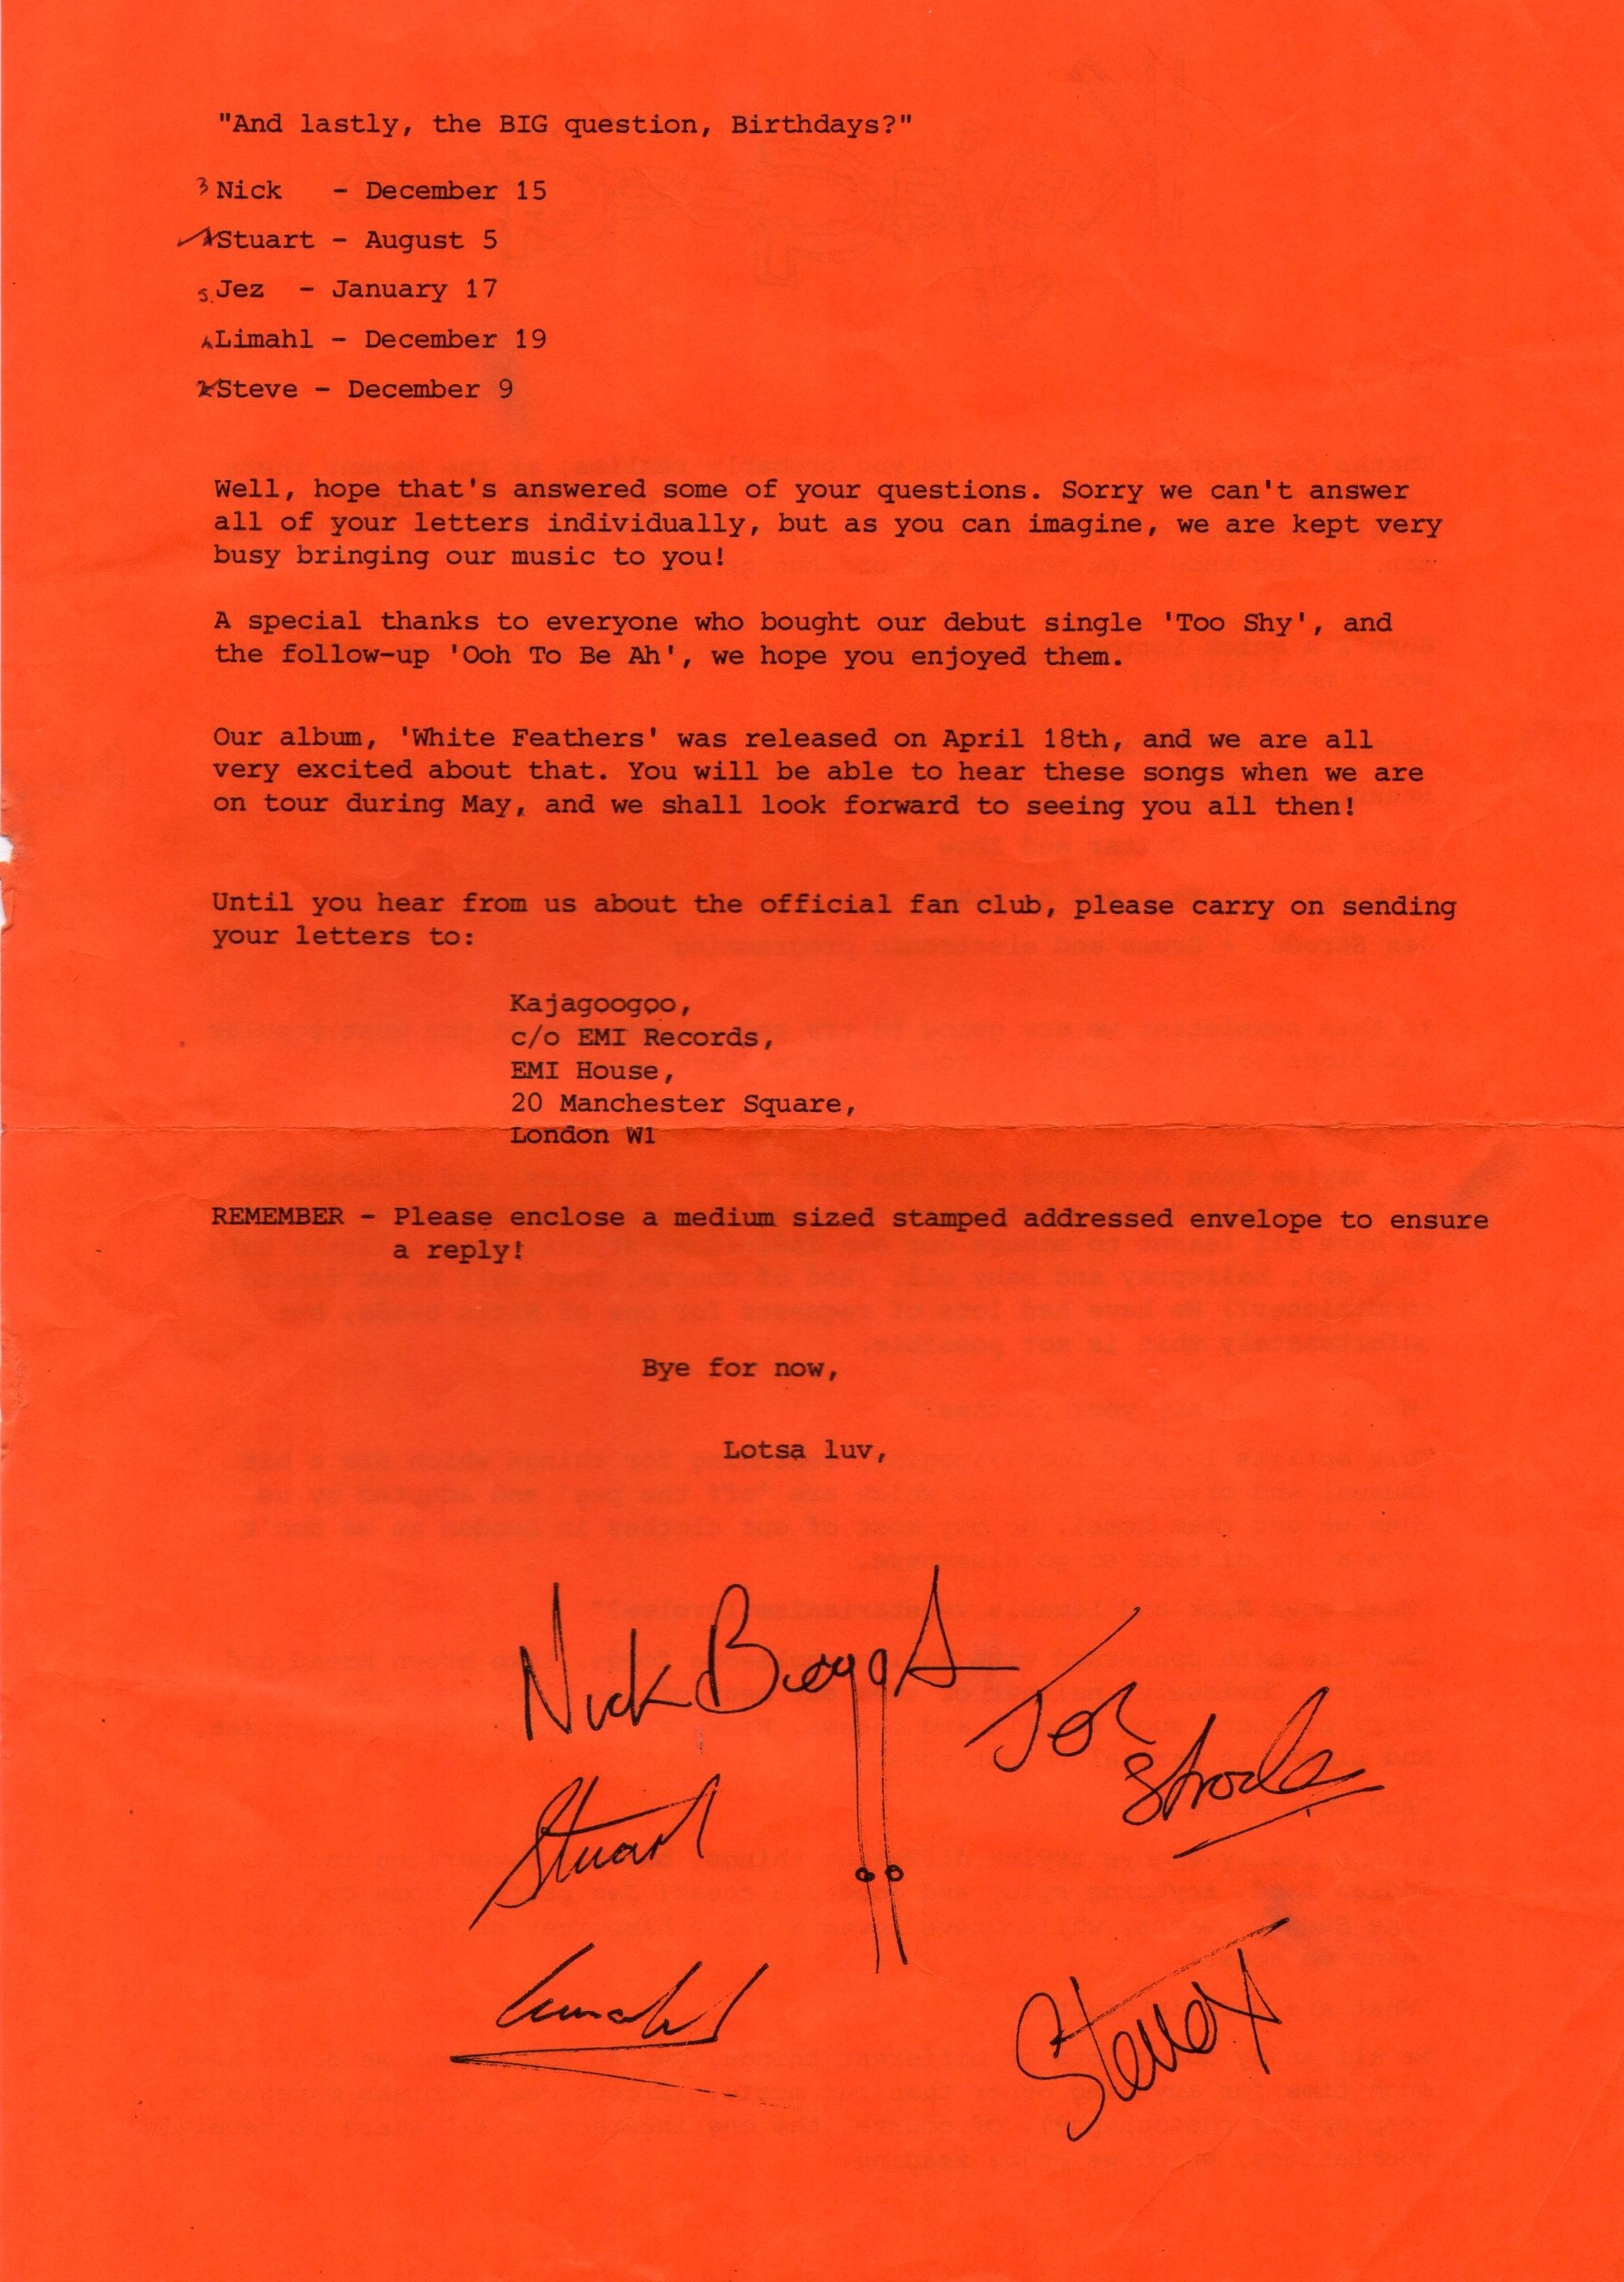 "And lastly, the BIG question, Birthdays?"
3 Nick - December 15
Stuart - August 5
5. Jez - January 17
Limahl - December 19
2 Steve - December 9
Well, hope that's answered some of your questions. Sorry we can't answer
all of your letters individually, but as you can imagine, we are kept very
busy bringing our music to you!
A special thanks to everyone who bought our debut single 'Too Shy', and
the follow-up 'Ooh To Be Ah', we hope you enjoyed them.
Our album, 'White Feathers' was released on April 18th, and we are all
very excited about that. You will be able to hear these songs when we are
on tour during May, and we shall look forward to seeing you all then!
Until you hear from us about the official fan club, please carry on sending
your letters to:
Kajagoogoo,
c/o EMI Records,
EMI House,
20 Manchester Square,
London W1
REMEMBER - Please enclose a medium sized stamped addressed envelope to ensure
a reply!
Bye for now,
Lotsa luv,
Nick Beggs
Jez
Strode
Stuart
Limahl
Steve X